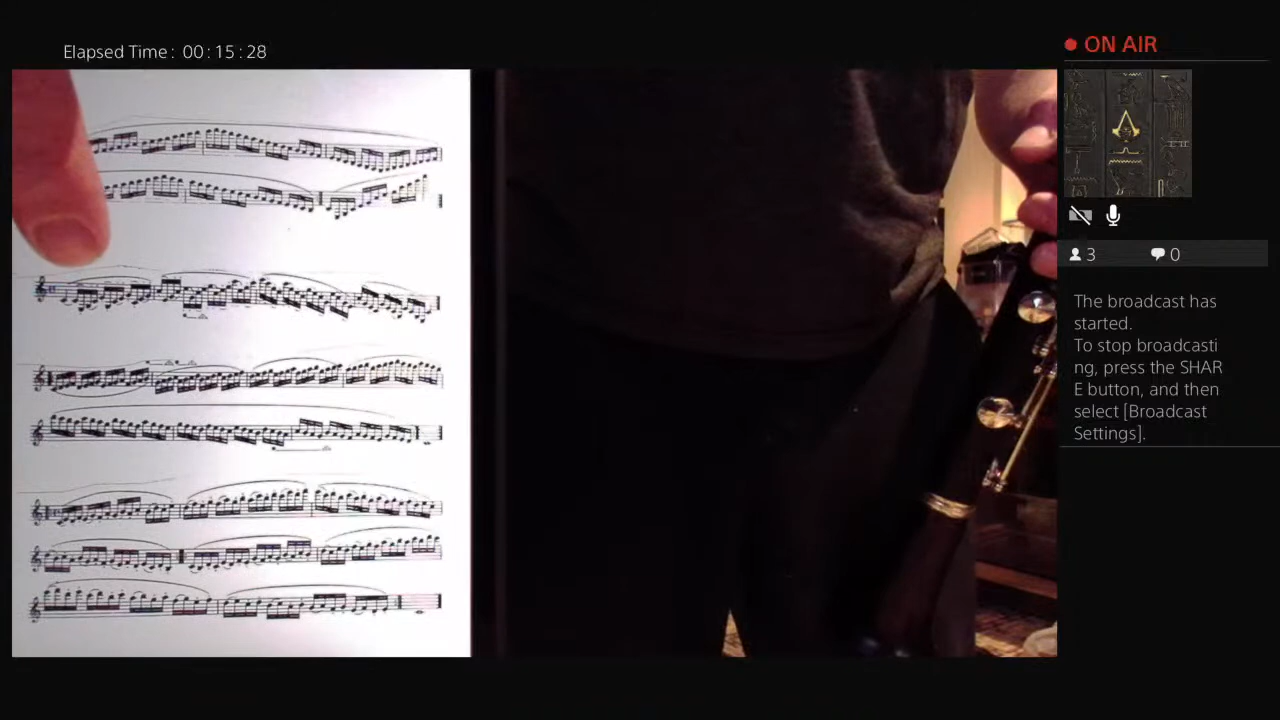 Elapsed Time: 00:15:28
ON AIR
3
0
The broadcast has
started.
To stop broadcasti
ng, press the SHAR
E button, and then
select [Broadcast
Settings].